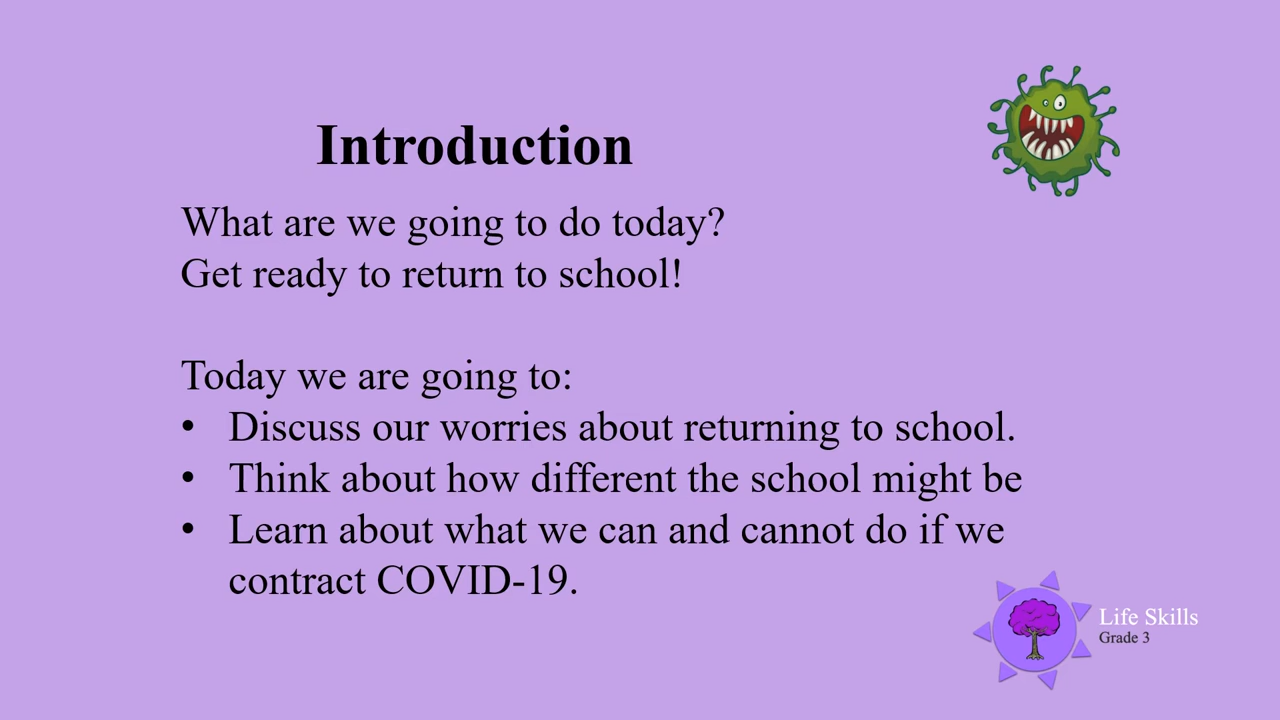 Introduction
What are we going to do today?
Get ready to return to school!
Today we are going to:
• Discuss our worries about returning to school.
• Think about how different the school might be
• Learn about what we can and cannot do if we
contract COVID-19.
Life Skills
Grade 3